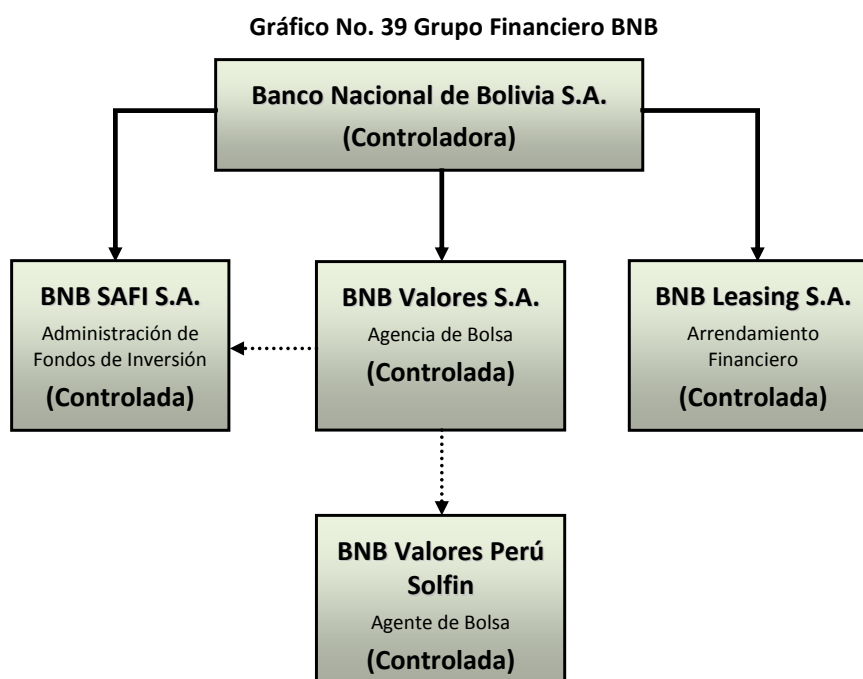 Gráfico No. 39 Grupo Financiero BNB
Banco Nacional de Bolivia S.A.
(Controladora)
BNB SAFI S.A.
Administración de
Fondos de Inversión
(Controlada)
BNB Valores S.A.
Agencia de Bolsa
(Controlada)
BNB Leasing S.A.
Arrendamiento
Financiero
(Controlada)
BNB Valores Perú
Solfin
Agente de Bolsa
(Controlada)